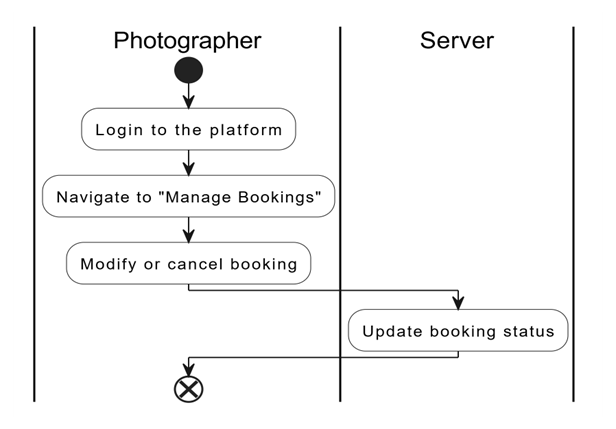 Photographer
Server
Login to the platform
Navigate to "Manage Bookings"
Modify or cancel booking
Update booking status